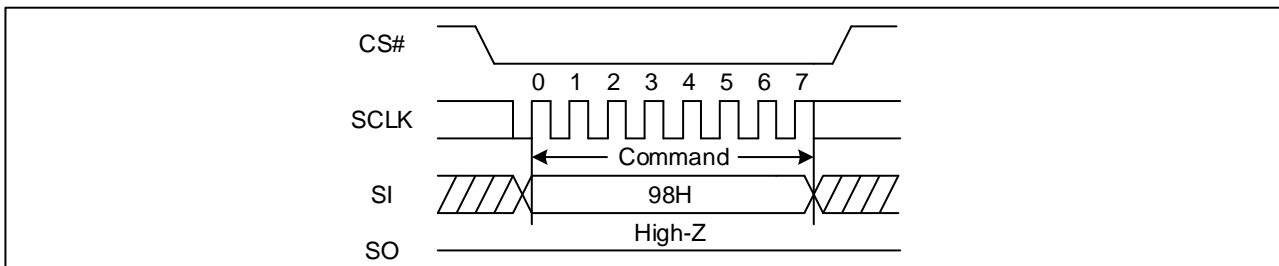 CS#
0 1 2 3 4 5 6 7
SCLK
Command
SI
98H
High-Z
SO